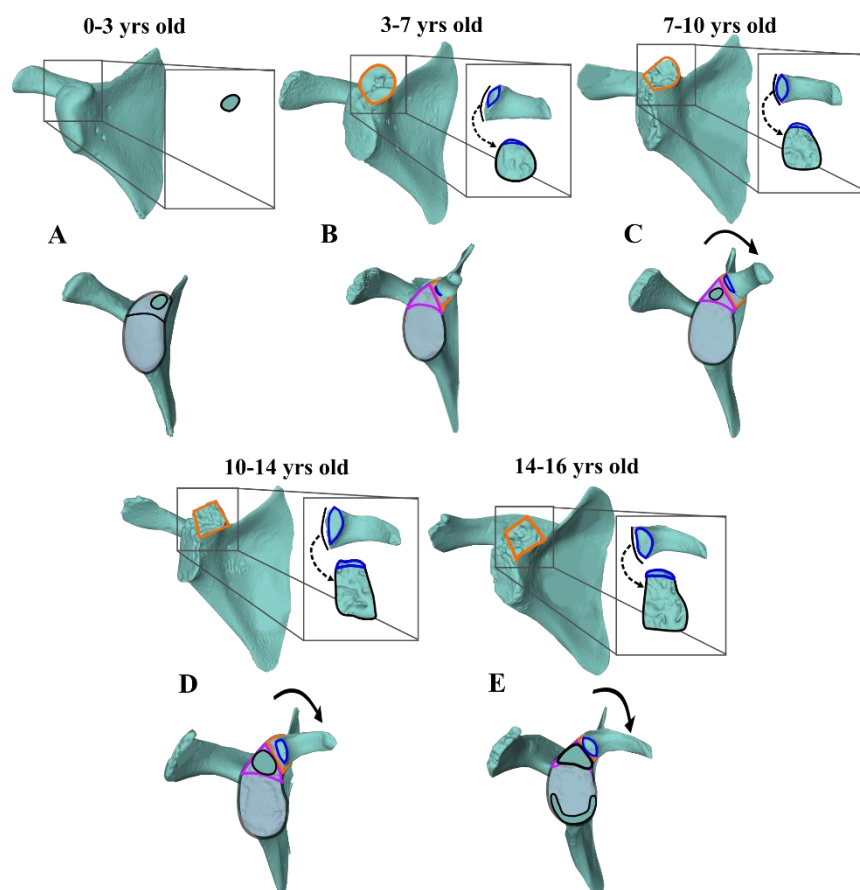 0-3 yrs old
3-7 yrs old
7-10 yrs old
A
B
C
10-14 yrs old
14-16 yrs old
D
E